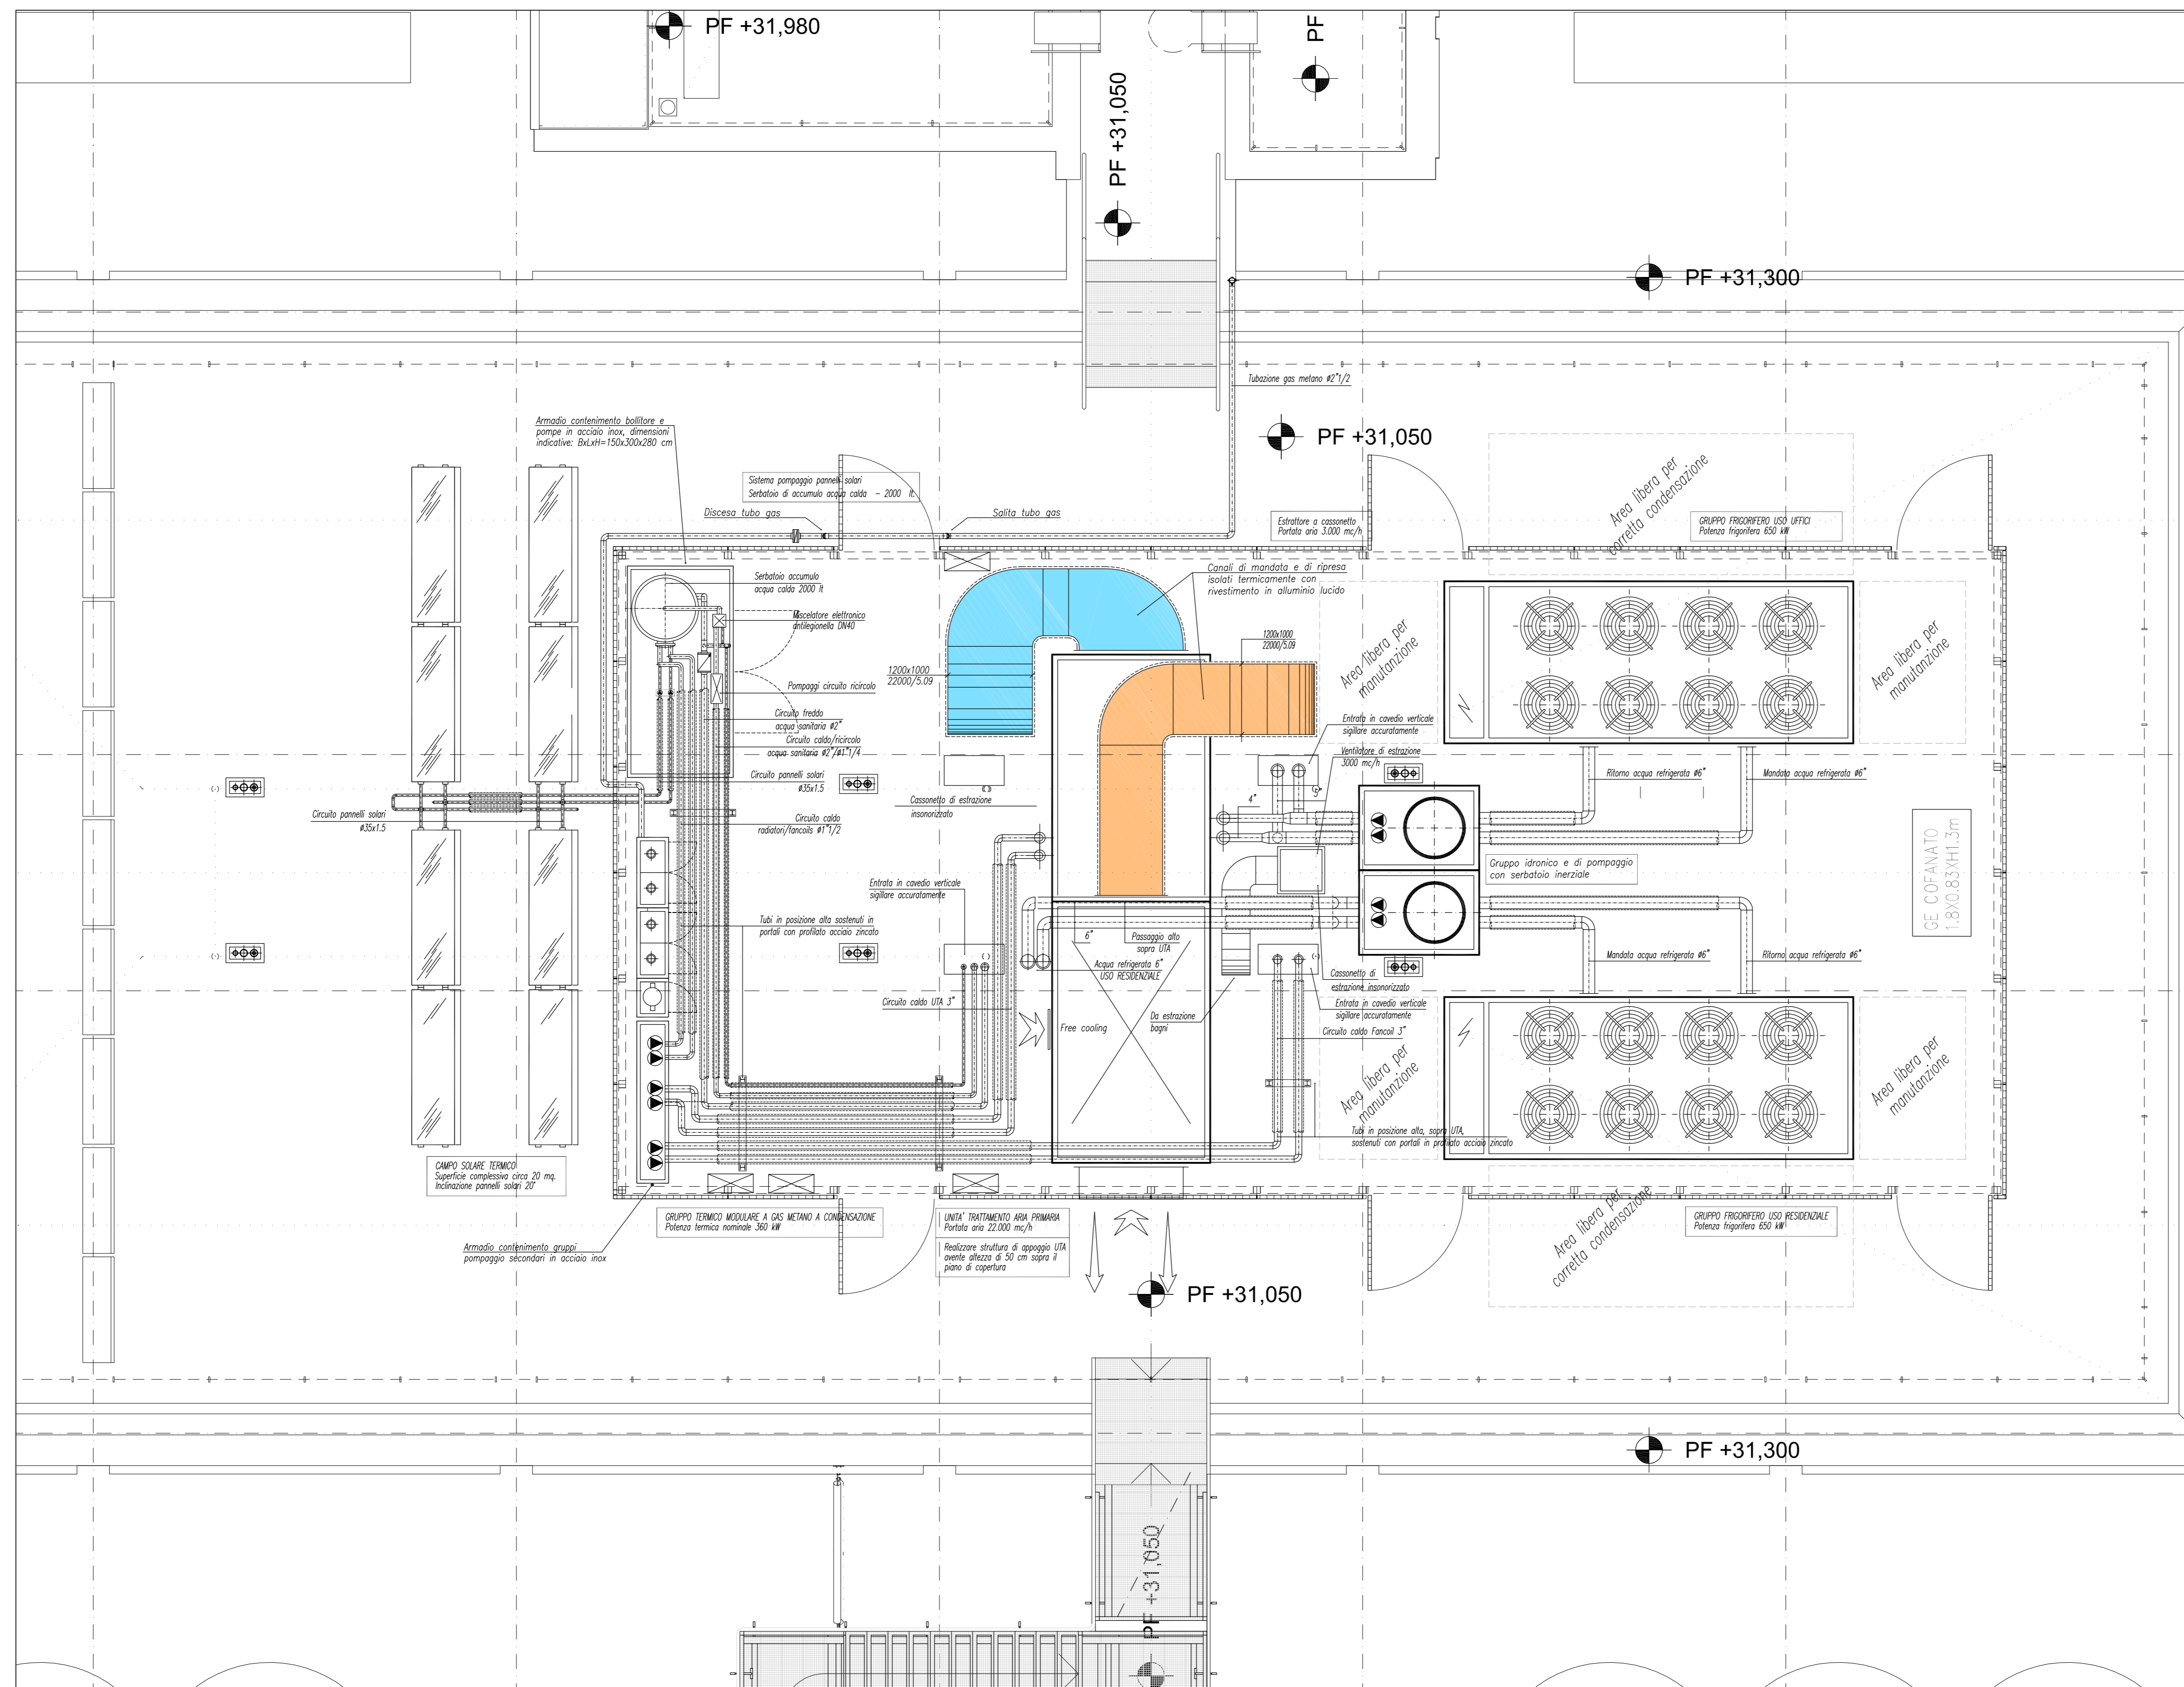 PF +31,980
PF
PF +31,050
PF +31,300
Tubazione gas metano ø2"1/2
Armadio contenimento bollitore e
pompe in acciaio inox, dimensioni
indicative: BxLxH=150x300x280 cm
PF +31,050
Sistema pompaggio pannelli solari
Serbatoio di accumulo acqua calda - 2000 lt.
Discesa tubo gas
Salita tubo gas
Estrattore a cassonetto
Portata aria 3.000 mc/h
Area libera per
corretta condensazione
GRUPPO FRIGORIFERO USO UFFICI
Potenza frigorifera 650 kW
Canali di mandata e di ripresa
isolati termicamente con
rivestimento in alluminio lucido
Serbatoio accumulo
acqua calda 2000 lt
Miscelatore elettronico
antilegionella DN40
1200x1000
22000/5.09
1200x1000
22000/5.09
Area libera per
manutanzione
Area libera per
manutanzione
Pompaggi circuito ricircolo
Circuito freddo
acqua sanitaria ø2"
Circuito caldo/ricircolo
acqua sanitaria ø2"/ø1"1/4
Circuito pannelli solari
ø35x1.5
Entrata in cavedio verticale
sigillare accuratamente
Ventilatore di estrazione
3000 mc/h
Ritorno acqua refrigerata ø6"
Mandata acqua refrigerata ø6"
Cassonetto di estrazione
insonorizzato
4"
3"
Circuito pannelli solari
ø35x1.5
Circuito caldo
radiatori/fancoils ø1"1/2
Gruppo idronico e di pompaggio
con serbatoio inerziale
GE COFANATO
1.8X0.83XH1.3m
Entrata in cavedio verticale
sigillare accuratamente
Tubi in posizione alta sostenuti in
portali con profilato acciaio zincato
6"
Passaggio alto
sopra UTA
Acqua refrigerata 6"
USO RESIDENZIALE
Mandata acqua refrigerata ø6"
Ritorno acqua refrigerata ø6"
Cassonetto di
estrazione insonorizzato
Circuito caldo UTA 3"
Entrata in cavedio verticale
sigillare accuratamente
Free cooling
Da estrazione
bagni
Circuito caldo Fancoil 3"
Area libera per
manutanzione
Area libera per
manutanzione
Tubi in posizione alta, sopra UTA,
sostenuti con portali in profilato acciaio zincato
CAMPO SOLARE TERMICO
Superficie complessiva circa 20 mq.
Inclinazione pannelli solari 20°
GRUPPO TERMICO MODULARE A GAS METANO A CONDENSAZIONE
Potenza termica nominale 360 kW
UNITA' TRATTAMENTO ARIA PRIMARIA
Portata aria 22.000 mc/h
Realizzare struttura di appoggio UTA
avente altezza di 50 cm sopra il
piano di copertura
Area libera per
corretta condensazione
GRUPPO FRIGORIFERO USO RESIDENZIALE
Potenza frigorifera 650 kW
Armadio contenimento gruppi
pompaggio secondari in acciaio inox
PF +31,050
PF +31,300
PF +31,050